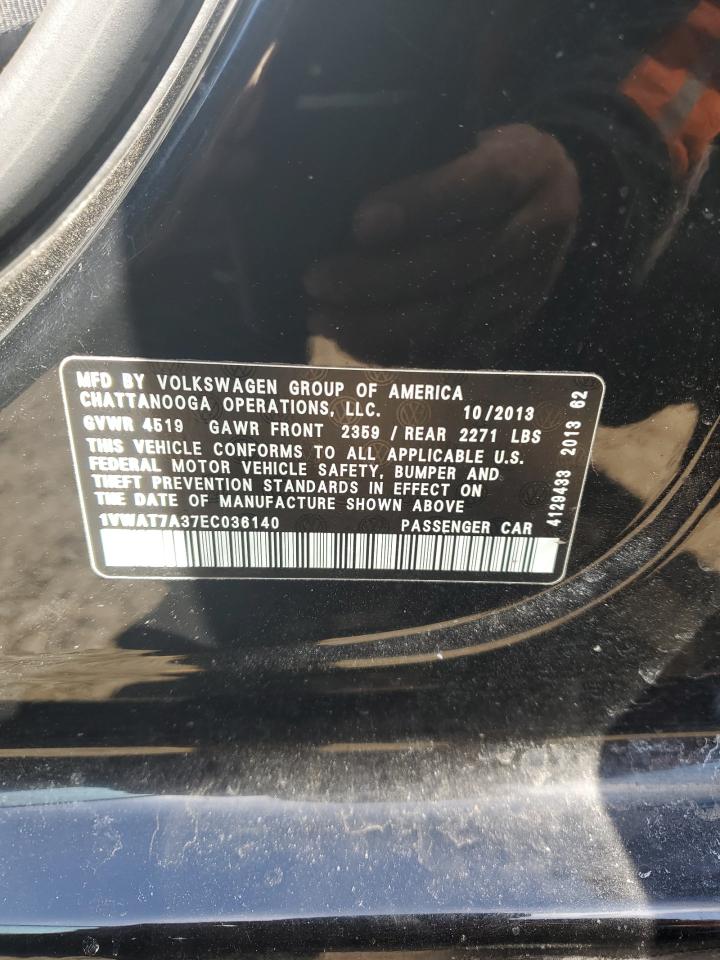 MFD BY VOLKSWAGEN GROUP OF AMERICA
CHATTANOOGA OPERATIONS, LLC. 10/2013
GVWR 4519 GAWR FRONT 2359 / REAR 2271 LBS
THIS VEHICLE CONFORMS TO ALL APPLICABLE U.S.
FEDERAL MOTOR VEHICLE SAFETY, BUMPER AND
THEFT PREVENTION STANDARDS IN EFFECT ON
THE DATE OF MANUFACTURE SHOWN ABOVE
1VWAT7A37EC036140 PASSENGER CAR
4129433 2013 62